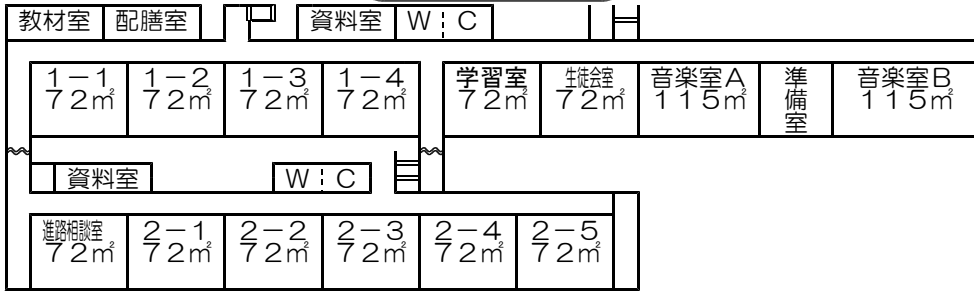 教材室 配膳室 資料室 W C
1-1 1-2 1-3 1-4 学習室 生徒会室 音楽室A 準備室 音楽室B
72㎡ 72㎡ 72㎡ 72㎡ 72㎡ 72㎡ 115㎡ 115㎡
資料室 W C
進路相談室 2-1 2-2 2-3 2-4 2-5
72㎡ 72㎡ 72㎡ 72㎡ 72㎡ 72㎡